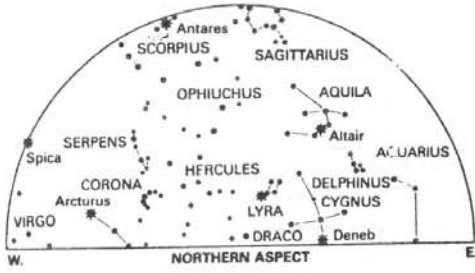 Antares
SCORPIUS
SAGITTARIUS
OPHIUCHUS
AQUILA
Altair
SERPENS
Spica
HERCULES
AQUARIUS
CORONA
DELPHINUS
Arcturus
LYRA
CYGNUS
VIRGO
DRACO
Deneb
W.
NORTHERN ASPECT
E.